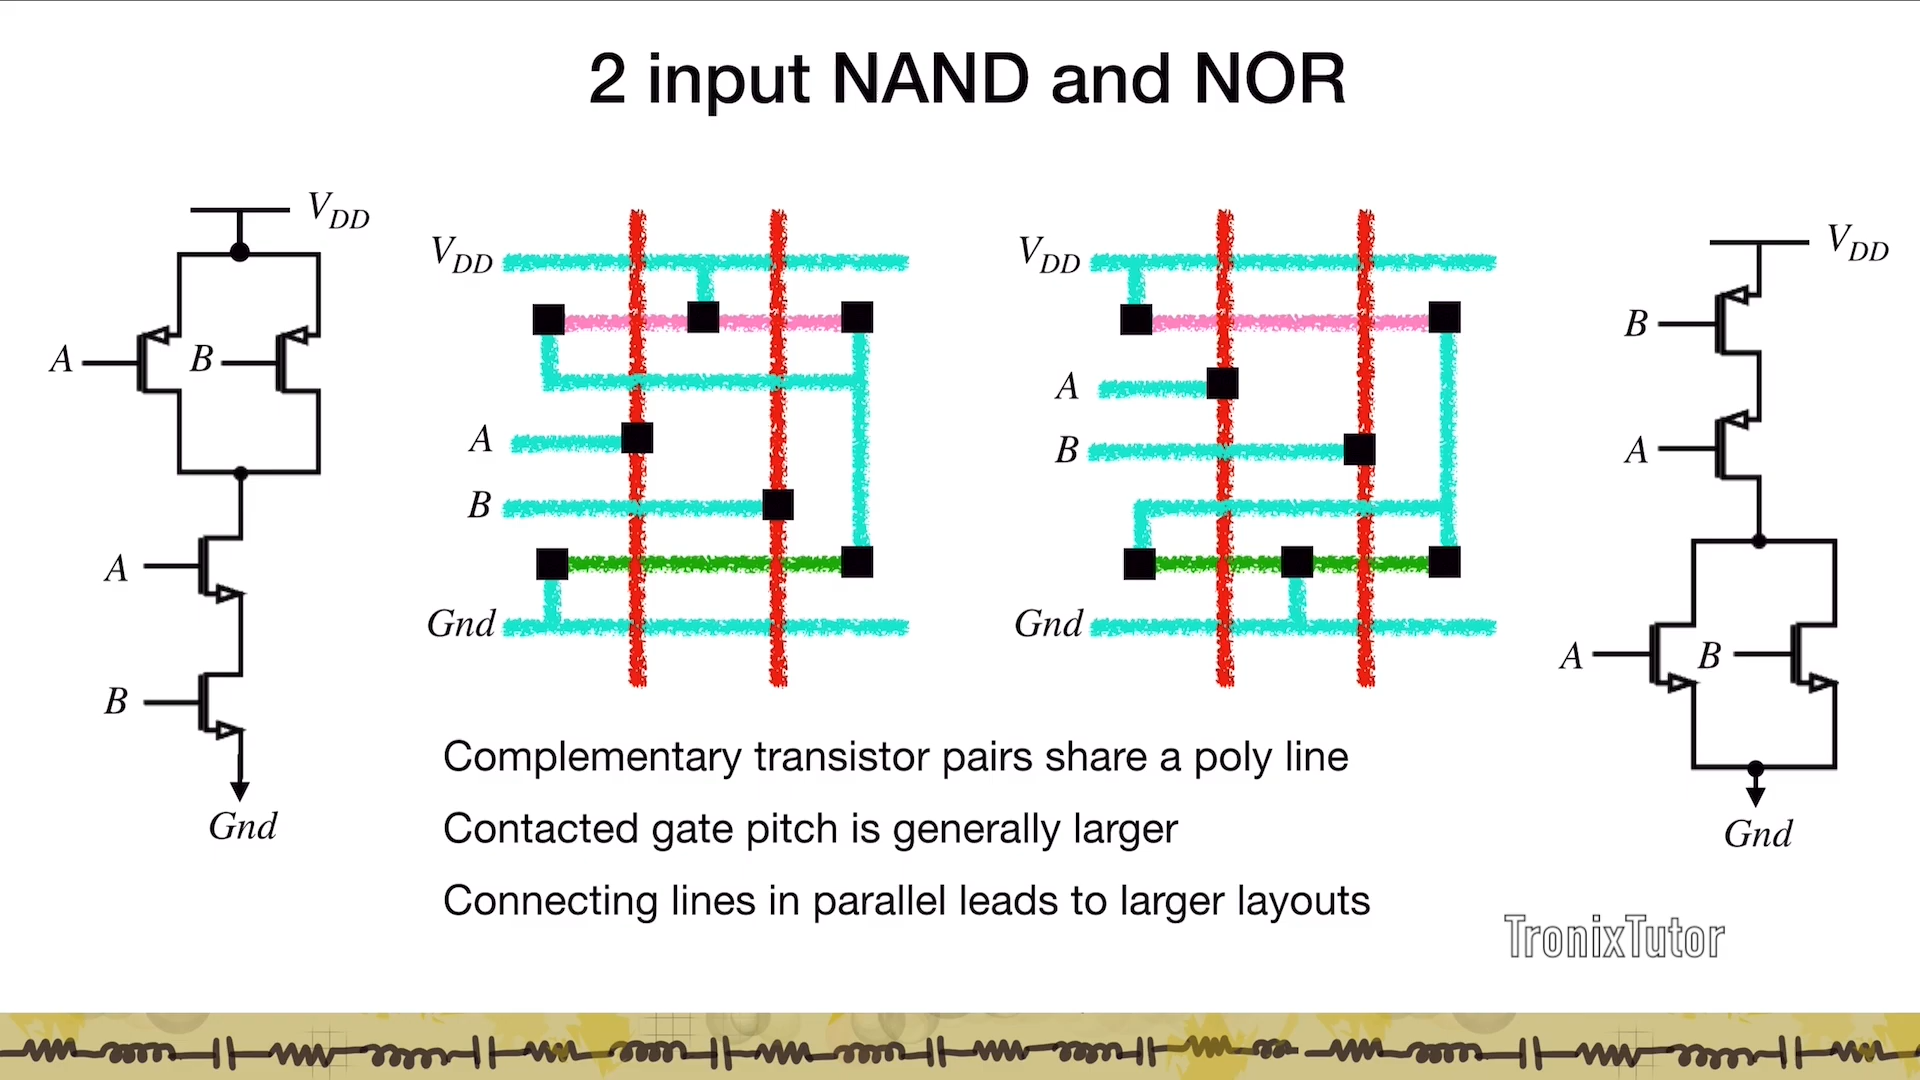 2 input NAND and NOR
VDD
A
B
A
B
Gnd
VDD
A
B
Gnd
VDD
A
B
Gnd
VDD
B
A
A
B
Gnd
Complementary transistor pairs share a poly line
Contacted gate pitch is generally larger
Connecting lines in parallel leads to larger layouts
TronixTutor